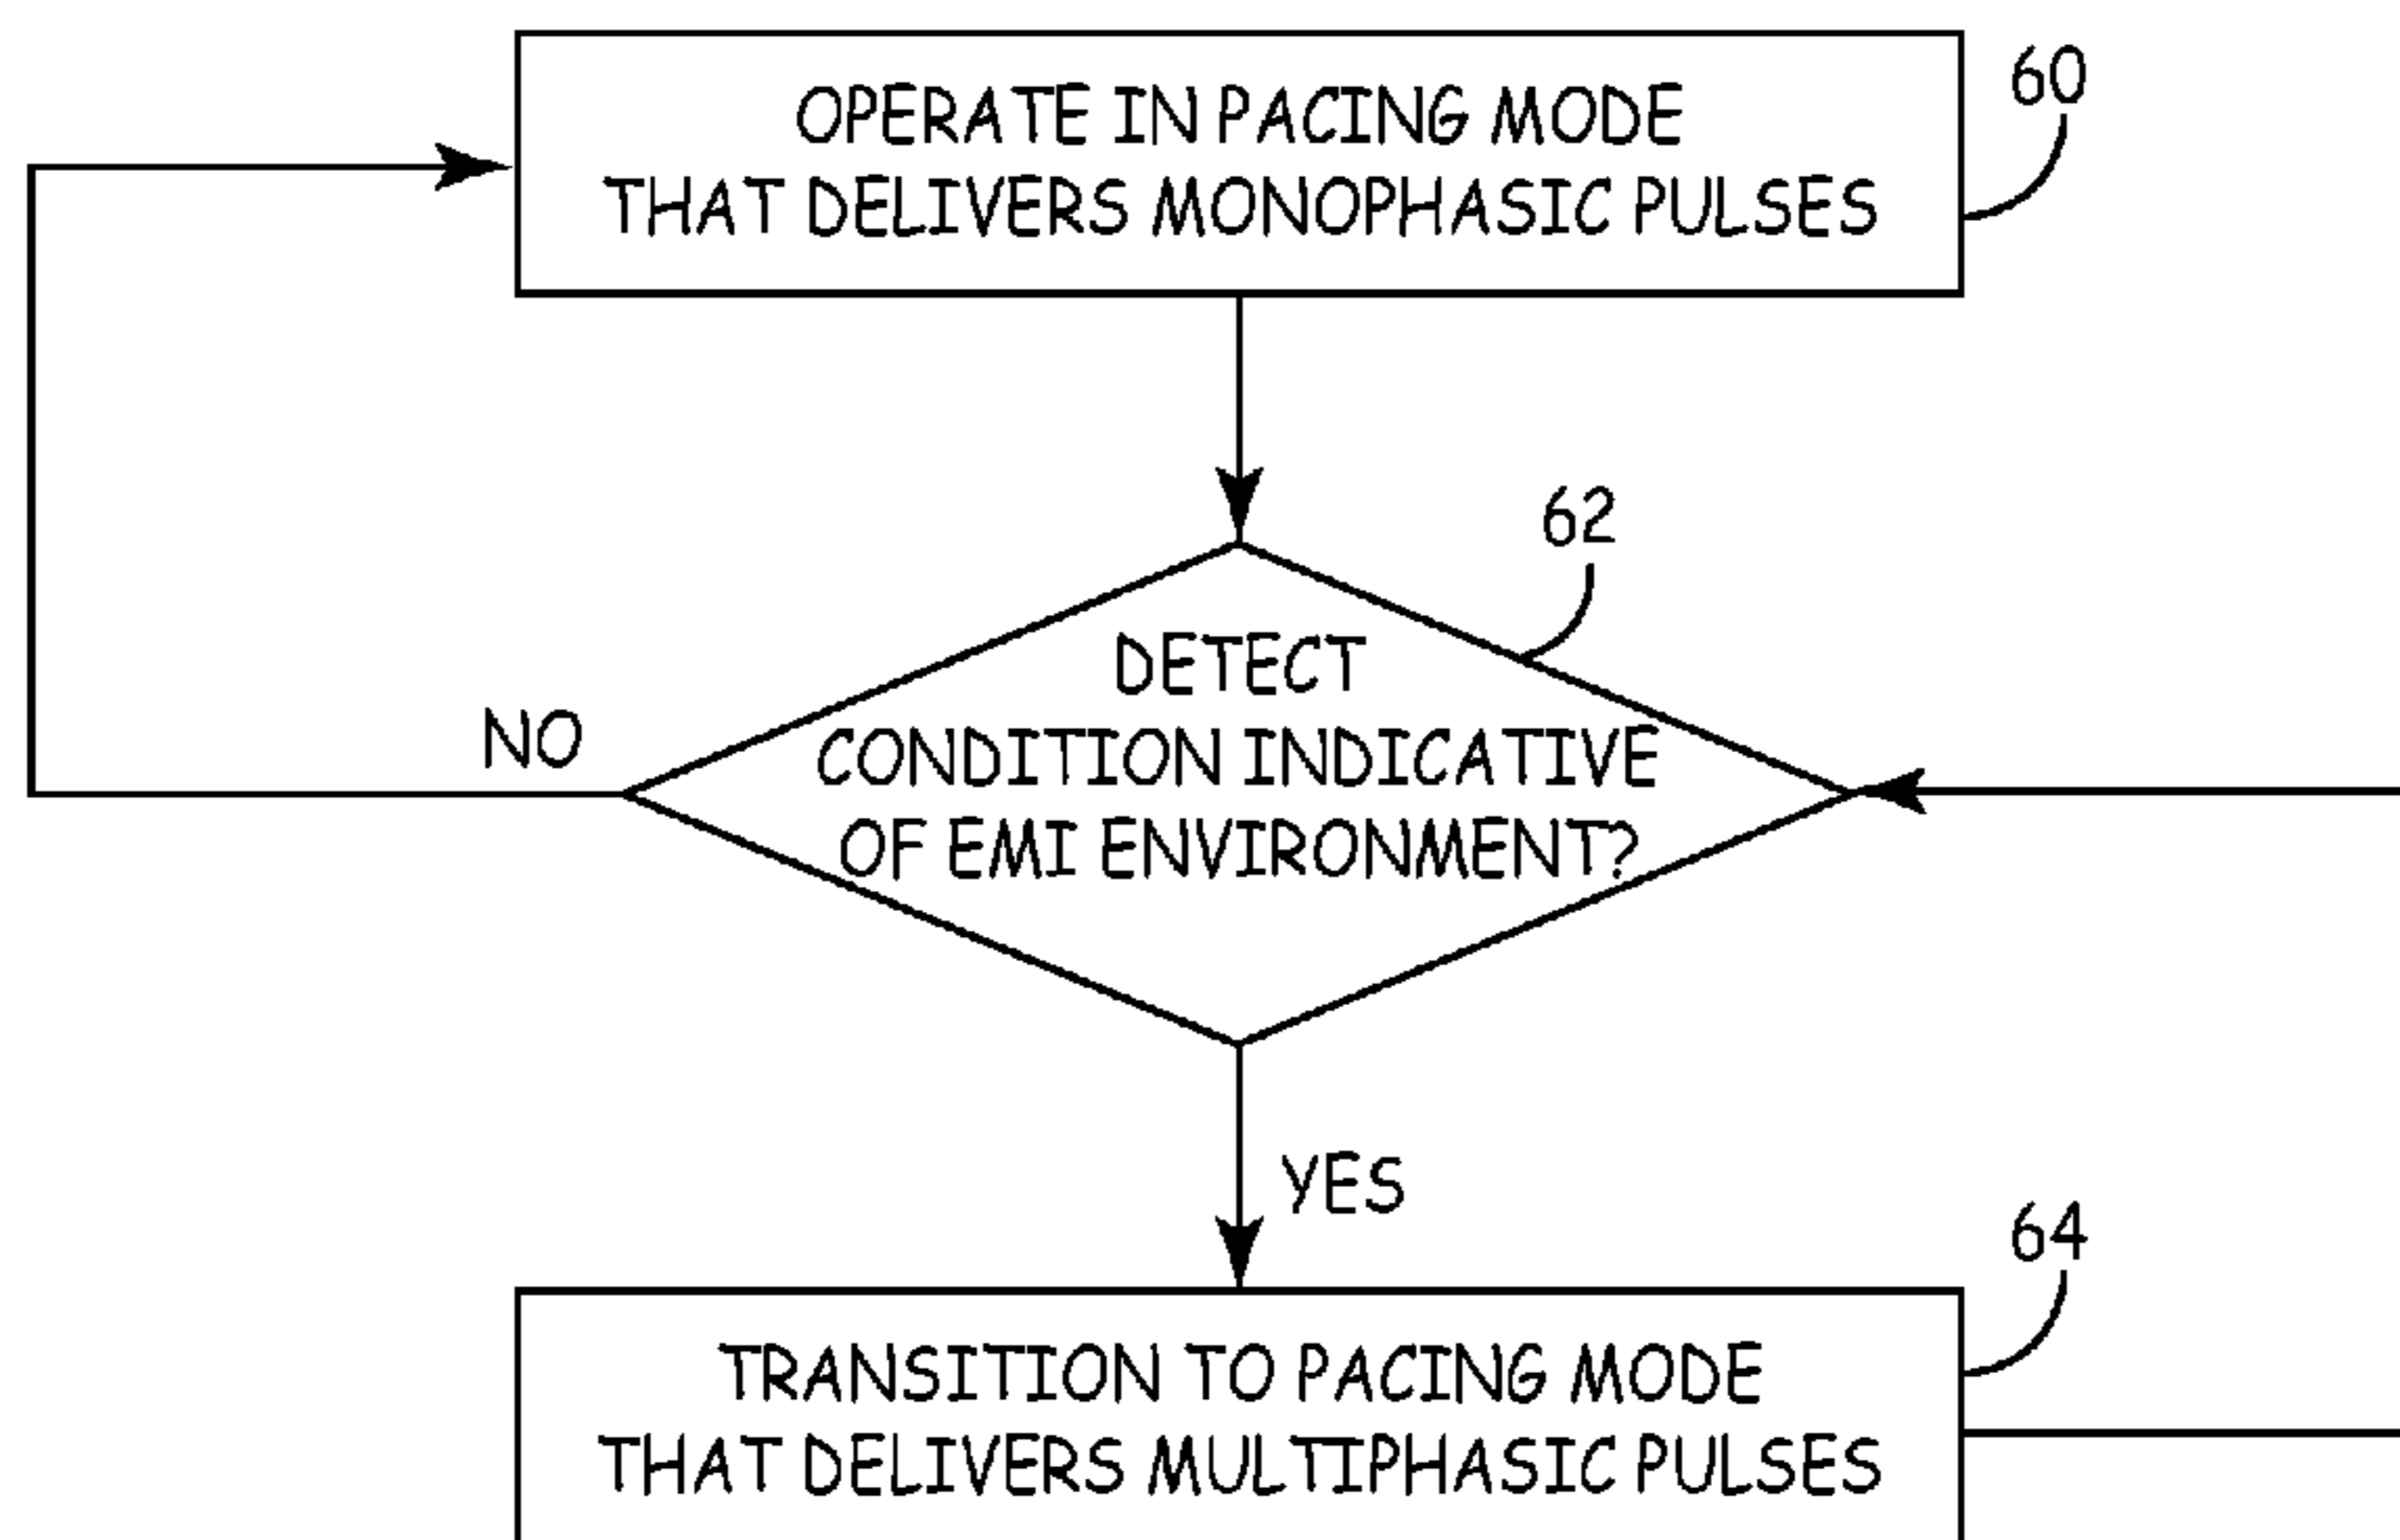 OPERATE IN PACING MODE
THAT DELIVERS MONOPHASIC PULSES
60
62
DETECT
CONDITION INDICATIVE
OF EMI ENVIRONMENT?
NO
YES
64
TRANSITION TO PACING MODE
THAT DELIVERS MULTIPHASIC PULSES